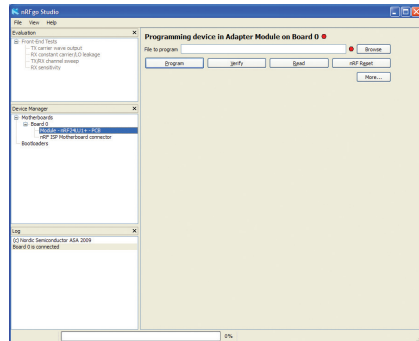 nRFgo Studio
File View Help
Evaluation
Front-End Tests
TX carrier wave output
RX constant carrier/LO leakage
TX/RX channel sweep
RX sensitivity
Device Manager
Motherboards
Board 0
Module - nRF24LU1+ - PCB
nRF ISP Motherboard connector
Bootloaders
Log
(c) Nordic Semiconductor ASA 2009
Board 0 is connected
Programming device in Adapter Module on Board 0
File to program
Browse
Program Verify Read nRF Reset
More...
0%